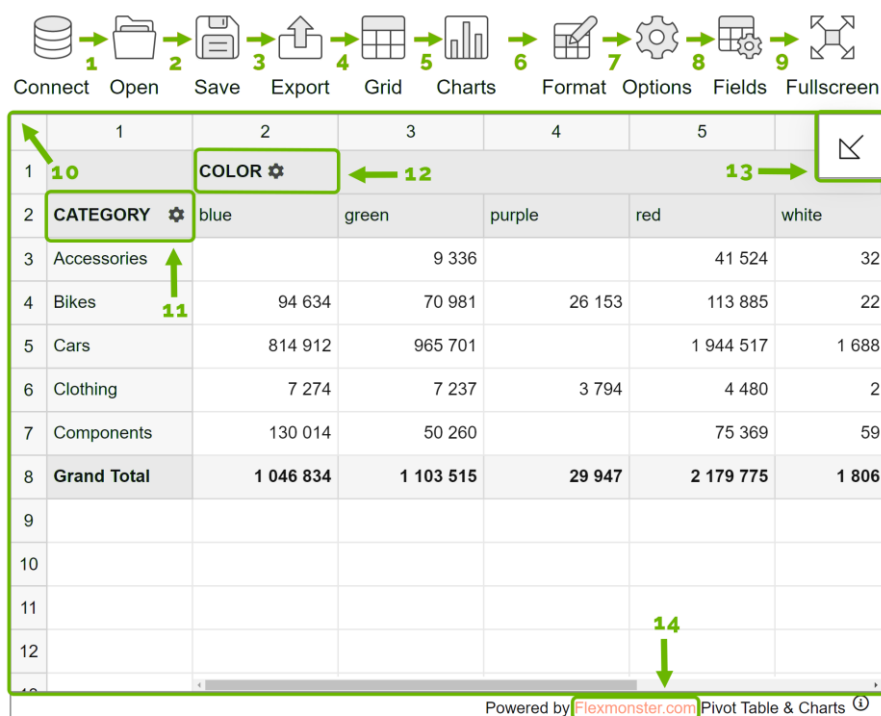 1 2 3 4 5 6 7 8 9
Connect Open Save Export Grid Charts Format Options Fields Fullscreen
1 2 3 4 5
1 10 COLOR 12 13
2 CATEGORY blue green purple red white
3 Accessories 9 336 41 524 32
4 Bikes 94 634 70 981 26 153 113 885 22
11
5 Cars 814 912 965 701 1 944 517 1 688
6 Clothing 7 274 7 237 3 794 4 480 2
7 Components 130 014 50 260 75 369 59
8 Grand Total 1 046 834 1 103 515 29 947 2 179 775 1 806
9
10
11
14
12
Powered by Flexmonster.com Pivot Table & Charts